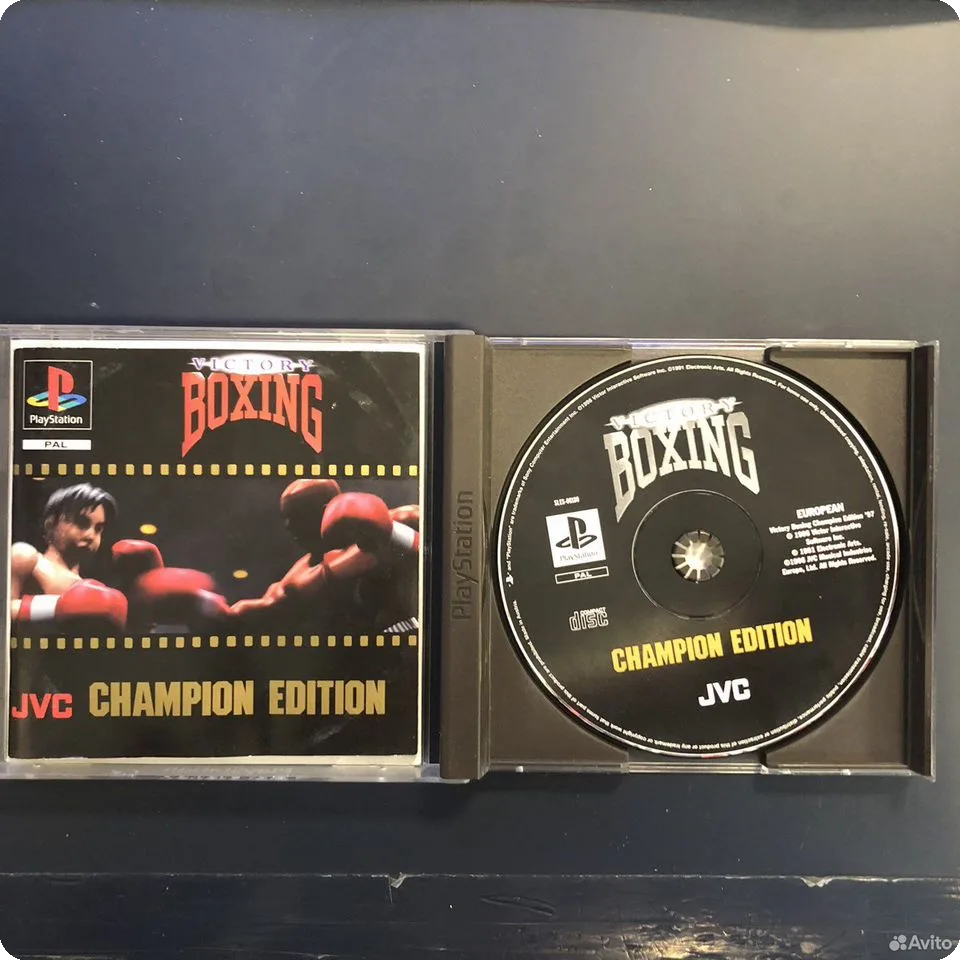 PlayStation
PAL
VICTORY
BOXING
JVC CHAMPION EDITION
PlayStation
VICTORY
BOXING
PlayStation
PAL
EUROPEAN
Victory Boxing Champion Edition '97
© 1996 Victor Interactive
Software Inc.
© 1991 Electronic Arts.
©1996 JVC Musical Industries
Europe, Ltd. All Rights Reserved.
COMPACT
disc
CHAMPION EDITION
JVC
Avito